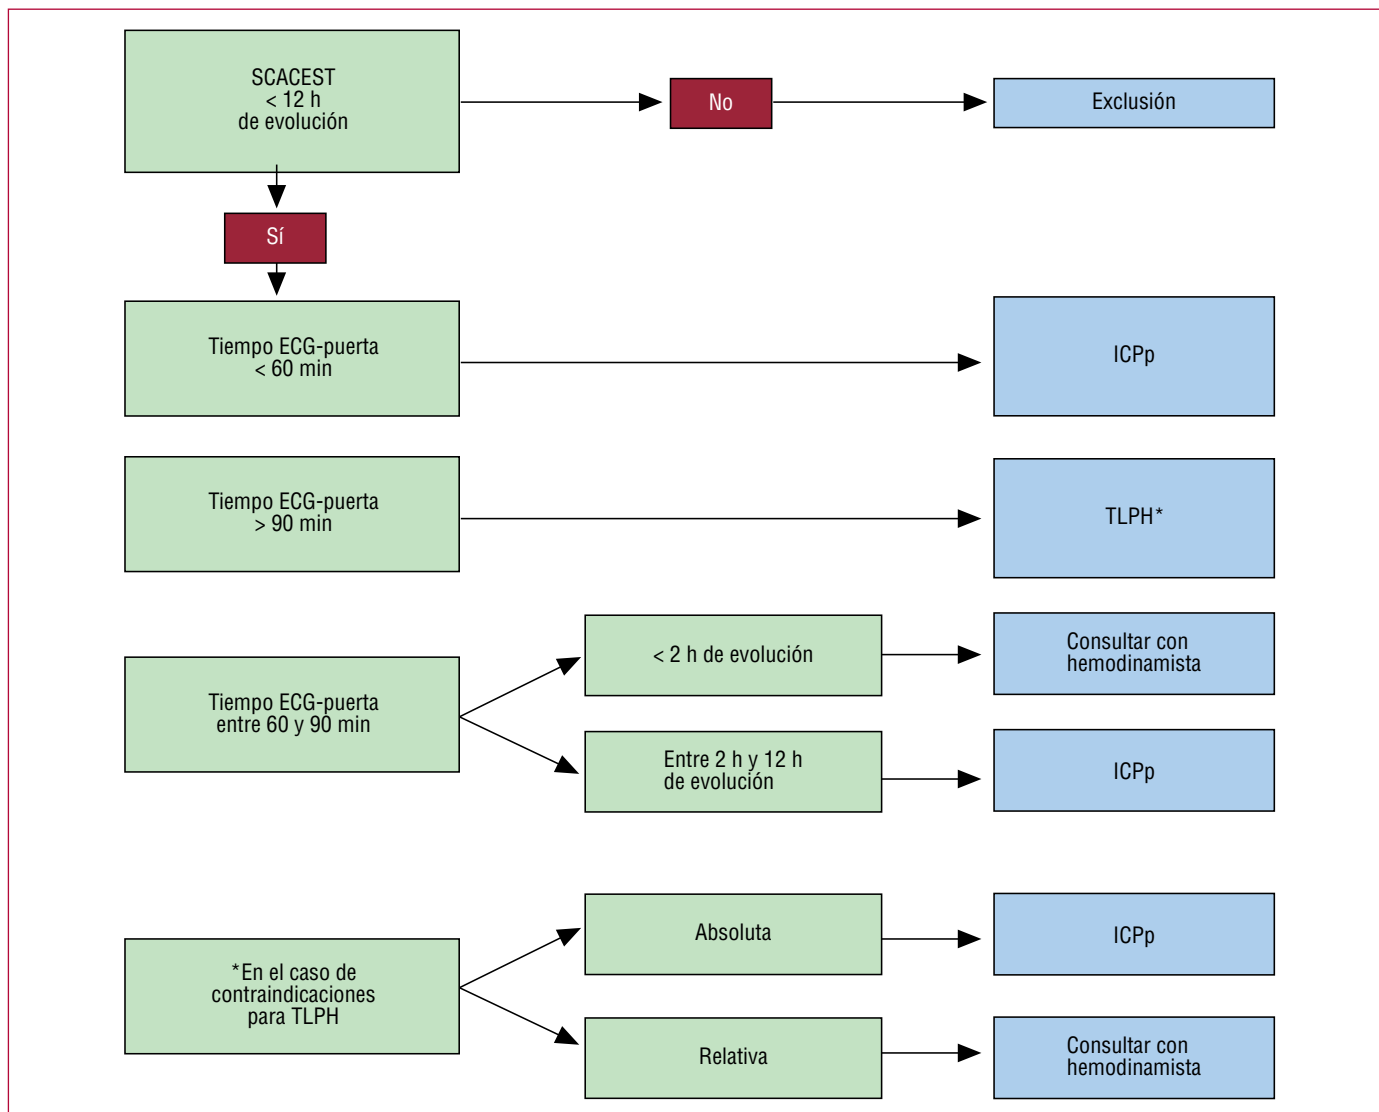 SCACEST
< 12 h
de evolución
No
Exclusión
Sí
Tiempo ECG-puerta
< 60 min
ICPp
Tiempo ECG-puerta
> 90 min
TLPH*
Tiempo ECG-puerta
entre 60 y 90 min
< 2 h de evolución
Consultar con
hemodinamista
Entre 2 h y 12 h
de evolución
ICPp
*En el caso de
contraindicaciones
para TLPH
Absoluta
ICPp
Relativa
Consultar con
hemodinamista